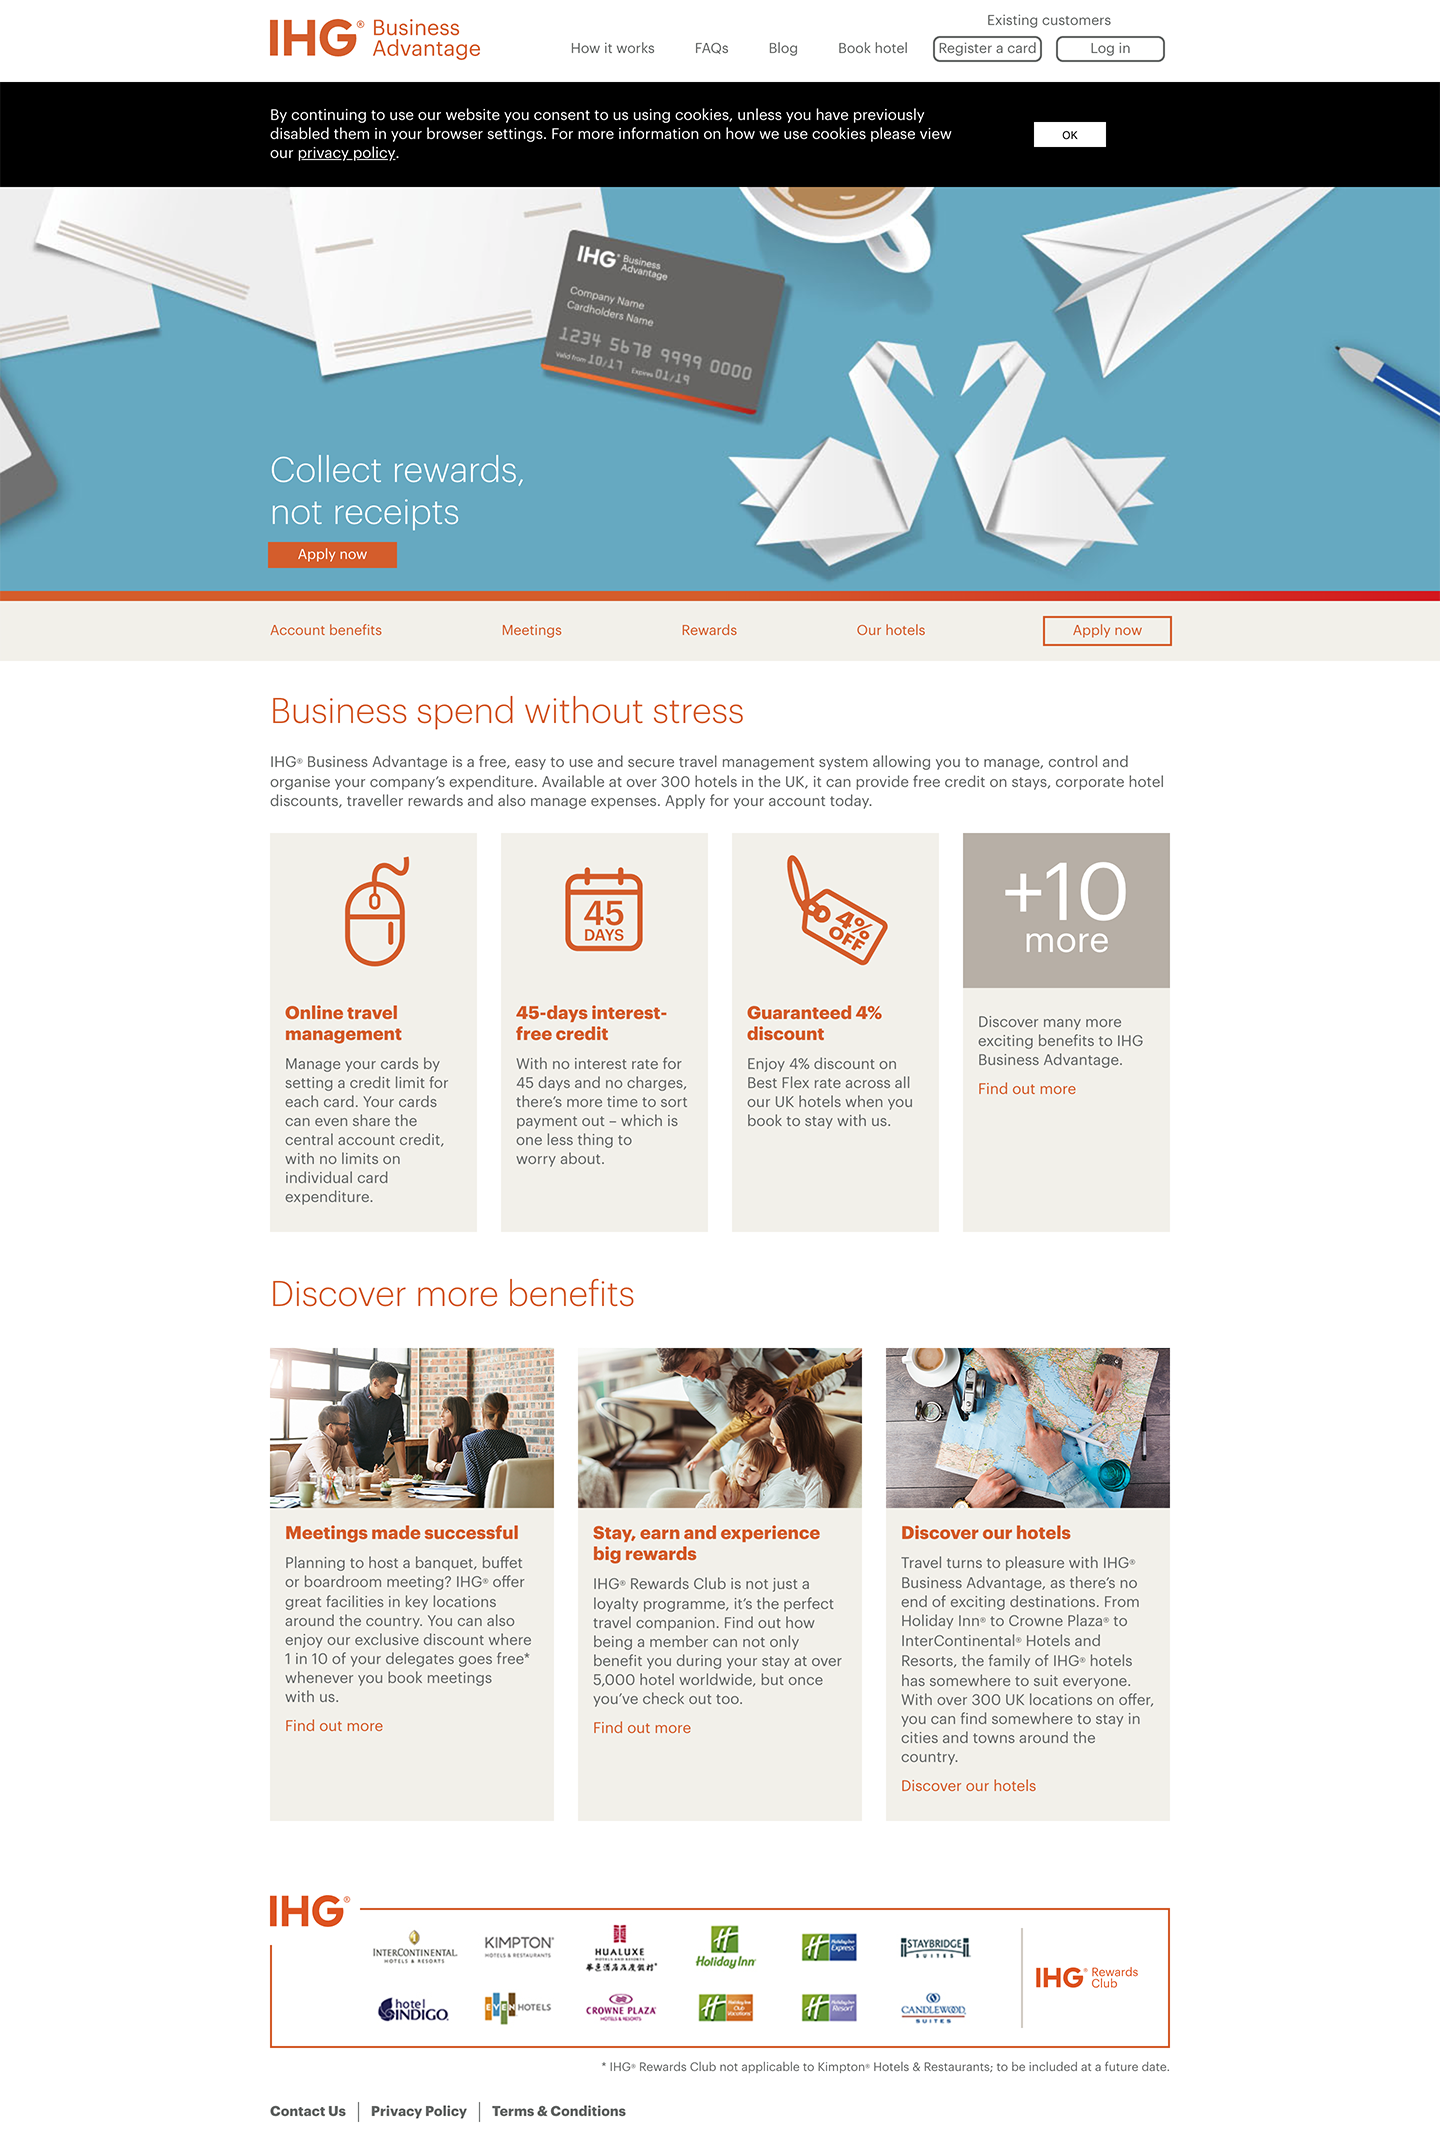 IHG® Business
Advantage
Existing customers
How it works FAQs Blog Book hotel Register a card Log in
By continuing to use our website you consent to us using cookies, unless you have previously
disabled them in your browser settings. For more information on how we use cookies please view
our privacy policy.
OK
IHG® Business
Advantage
Company Name
Cardholders Name
1234 5678 9999 0000
Valid from 10/17 Expires 01/19
Collect rewards,
not receipts
Apply now
Account benefits Meetings Rewards Our hotels Apply now
Business spend without stress
IHG® Business Advantage is a free, easy to use and secure travel management system allowing you to manage, control and
organise your company's expenditure. Available at over 300 hotels in the UK, it can provide free credit on stays, corporate hotel
discounts, traveller rewards and also manage expenses. Apply for your account today.
Online travel
management
Manage your cards by
setting a credit limit for
each card. Your cards
can even share the
central account credit,
with no limits on
individual card
expenditure.
45
DAYS
45-days interest-
free credit
With no interest rate for
45 days and no charges,
there's more time to sort
payment out – which is
one less thing to
worry about.
4%
OFF
Guaranteed 4%
discount
Enjoy 4% discount on
Best Flex rate across all
our UK hotels when you
book to stay with us.
+10
more
Discover many more
exciting benefits to IHG
Business Advantage.
Find out more
Discover more benefits
Meetings made successful
Planning to host a banquet, buffet
or boardroom meeting? IHG® offer
great facilities in key locations
around the country. You can also
enjoy our exclusive discount where
1 in 10 of your delegates goes free*
whenever you book meetings
with us.
Find out more
Stay, earn and experience
big rewards
IHG® Rewards Club is not just a
loyalty programme, it's the perfect
travel companion. Find out how
being a member can not only
benefit you during your stay at over
5,000 hotel worldwide, but once
you've check out too.
Find out more
Discover our hotels
Travel turns to pleasure with IHG®
Business Advantage, as there's no
end of exciting destinations. From
Holiday Inn® to Crowne Plaza® to
InterContinental® Hotels and
Resorts, the family of IHG® hotels
has somewhere to suit everyone.
With over 300 UK locations on offer,
you can find somewhere to stay in
cities and towns around the
country.
Discover our hotels
IHG®
INTERCONTINENTAL.
HOTELS & RESORTS
KIMPTON®
HOTELS & RESTAURANTS
HUALUXE
HOTELS AND RESORTS
Holiday Inn
Holiday Inn
Express
STAYBRIDGE
SUITES
hotel
INDIGO
EVEN HOTELS
CROWNE PLAZA
HOTELS & RESORTS
Holiday Inn
Club
Vacations
Holiday Inn
Resort
CANDLEWOOD
SUITES
IHG® Rewards
Club
* IHG® Rewards Club not applicable to Kimpton® Hotels & Restaurants; to be included at a future date.
Contact Us Privacy Policy Terms & Conditions